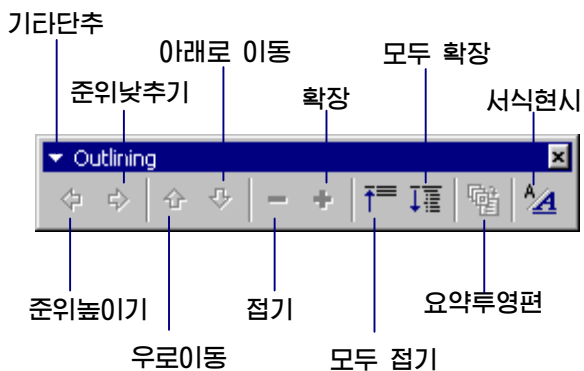 기타단추
아래로 이동
모두 확장
준위낮추기
확장
서식현시
Outlining
준위높이기
접기
요약투영편
우로이동
모두 접기